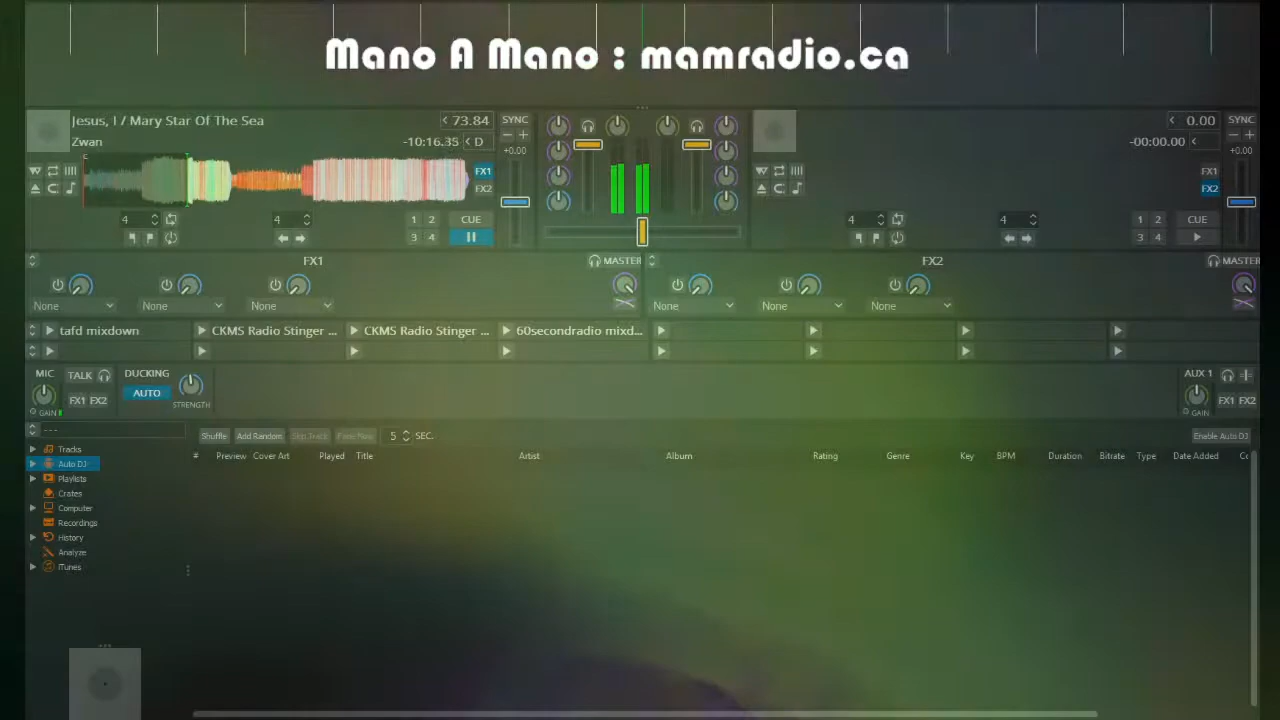 Mano A Mano : mamradio.ca
Jesus, I / Mary Star Of The Sea
73.84
SYNC
0.00
SYNC
Zwan
-10:16.35
D
+0.00
-00:00.00
+0.00
FX1
FX1
FX2
FX2
4
4
1 2
CUE
4
4
1 2
CUE
3 4
3 4
FX1
MASTER
FX2
MASTER
None
None
None
None
None
None
tafd mixdown
CKMS Radio Stinger ...
CKMS Radio Stinger ...
60secondradio mixd...
MIC
TALK
DUCKING
AUX 1
FX1 FX2
AUTO
FX1 FX2
GAIN
STRENGTH
GAIN
---
Shuffle
Add Random
Skip Track
Fade Now
5
SEC.
Enable Auto DJ
# Preview Cover Art Played Title Artist Album Rating Genre Key BPM Duration Bitrate Type Date Added Cc
Tracks
Auto DJ
Playlists
Crates
Computer
Recordings
History
Analyze
iTunes